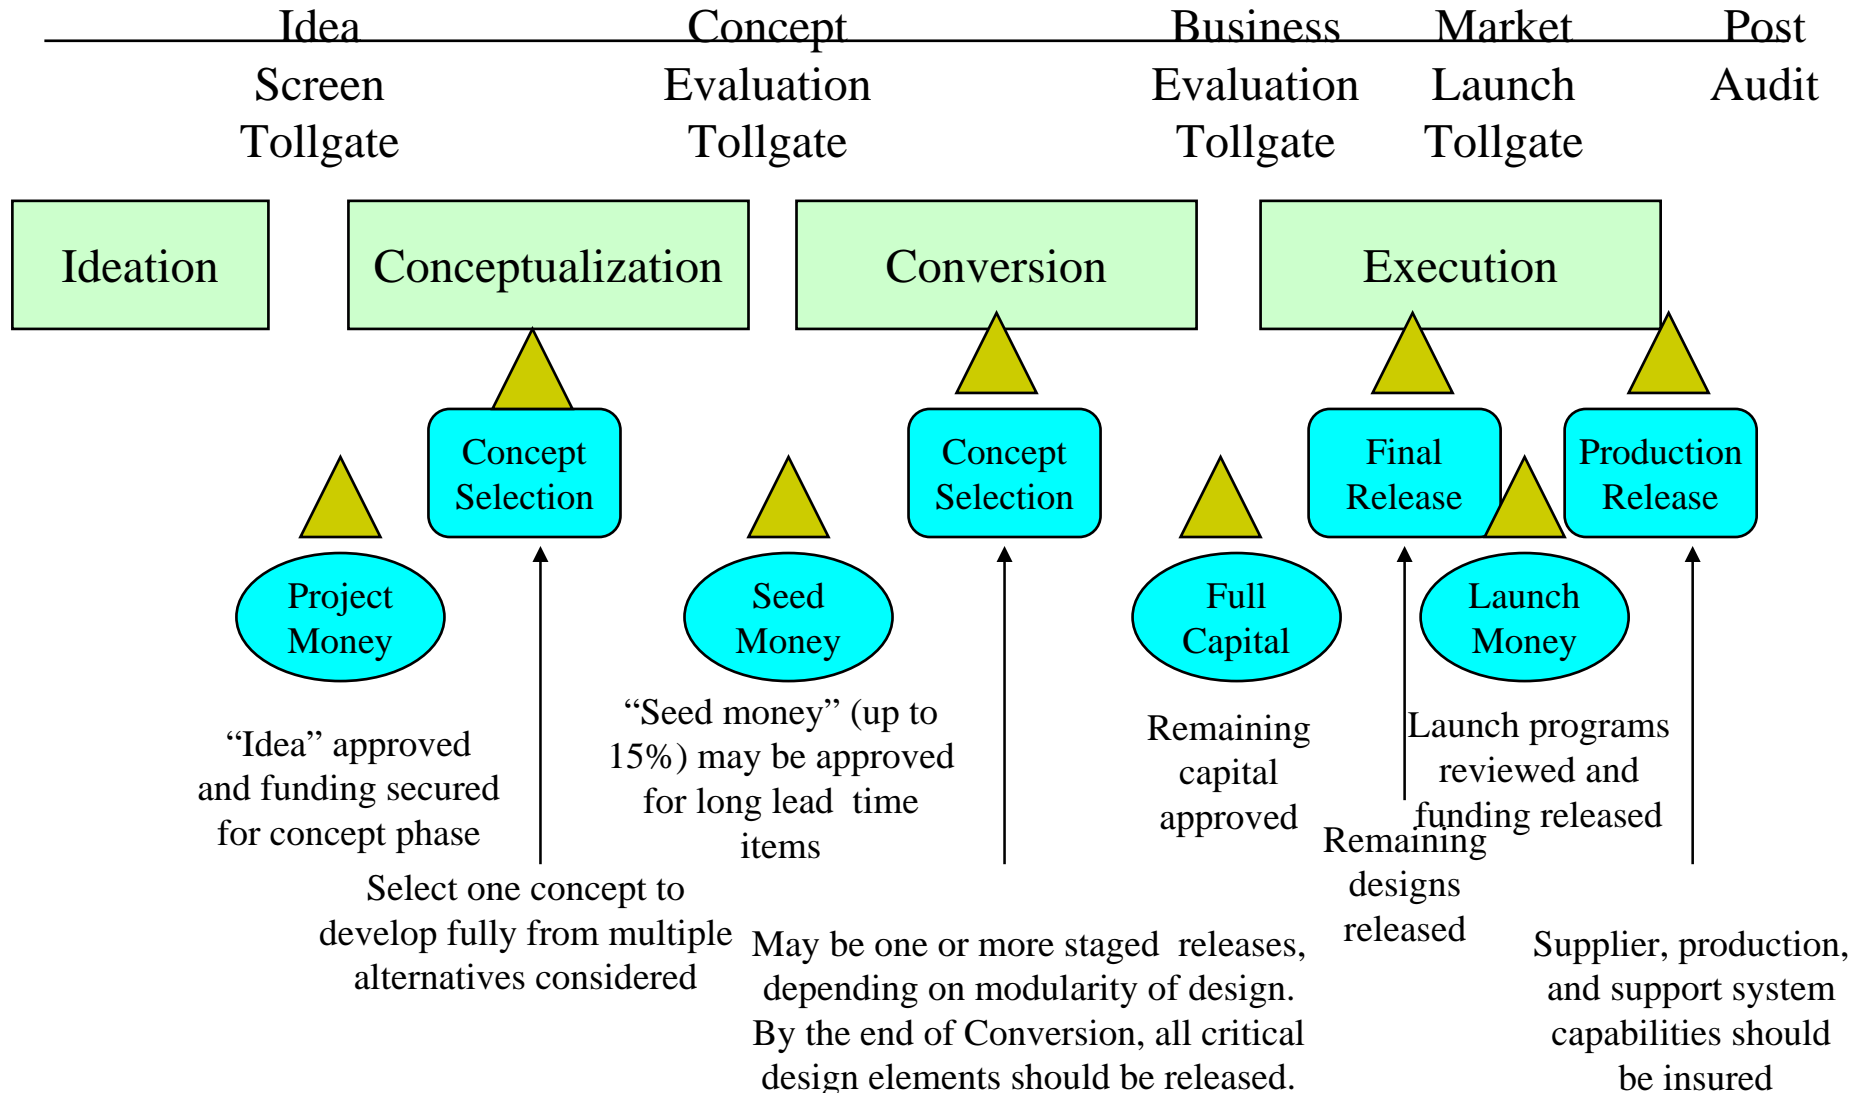 Idea
Screen
Tollgate
Concept
Evaluation
Tollgate
Business
Evaluation
Tollgate
Market
Launch
Tollgate
Post
Audit
Ideation
Conceptualization
Conversion
Execution
Concept
Selection
Concept
Selection
Final
Release
Production
Release
Project
Money
Seed
Money
Full
Capital
Launch
Money
“Idea” approved
and funding secured
for concept phase
“Seed money” (up to
15%) may be approved
for long lead time
items
Remaining
capital
approved
Launch programs
reviewed and
funding released
Select one concept to
develop fully from multiple
alternatives considered
May be one or more staged releases,
depending on modularity of design.
By the end of Conversion, all critical
design elements should be released.
Remaining
designs
released
Supplier, production,
and support system
capabilities should
be insured